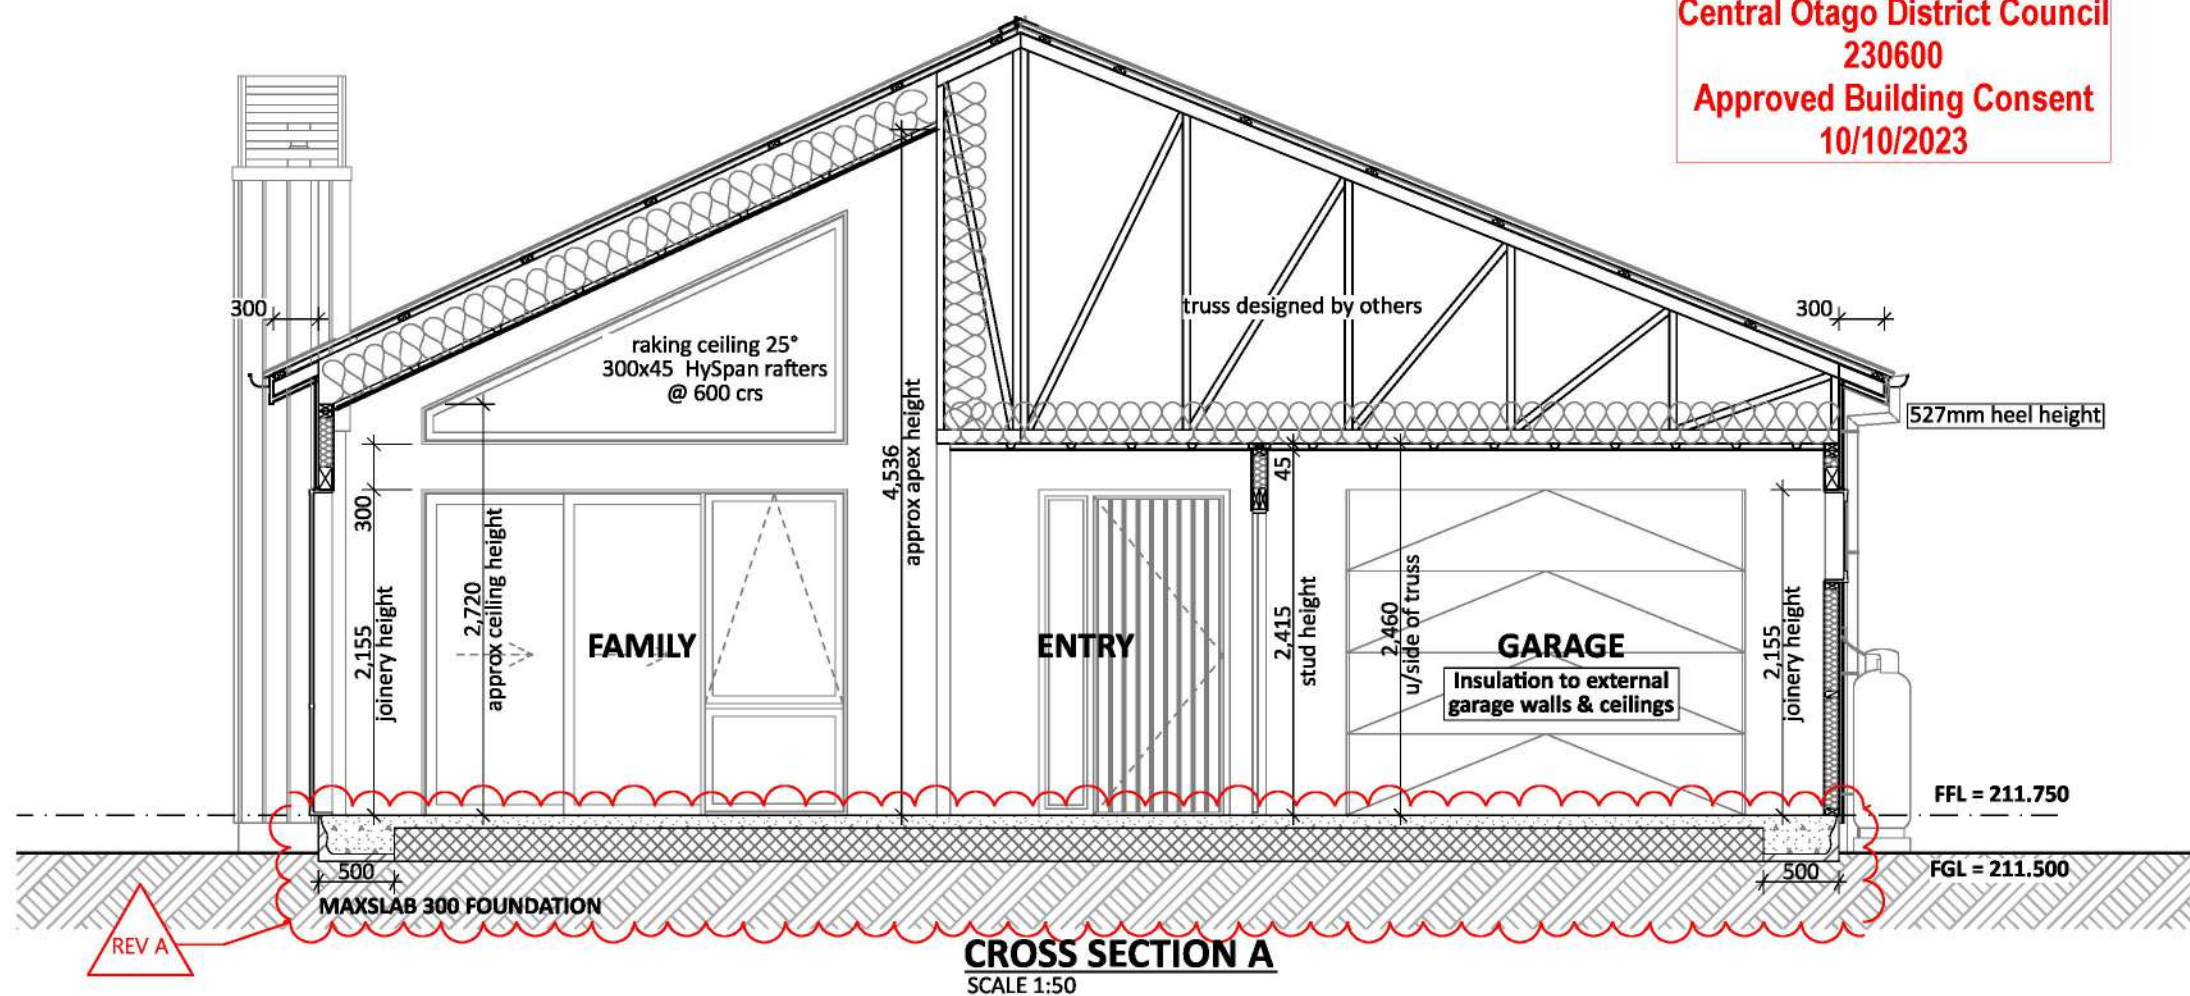 Central Otago District Council
230600
Approved Building Consent
10/10/2023
300
raking ceiling 25°
300x45 HySpan rafters
@ 600 crs
truss designed by others
300
527mm heel height
300
2,155
joinery height
2,720
approx ceiling height
4,536
approx apex height
45
2,415
stud height
2,460
u/side of truss
2,155
joinery height
FAMILY
ENTRY
GARAGE
Insulation to external
garage walls & ceilings
FFL = 211.750
FGL = 211.500
500
500
MAXSLAB 300 FOUNDATION
REV A
CROSS SECTION A
SCALE 1:50